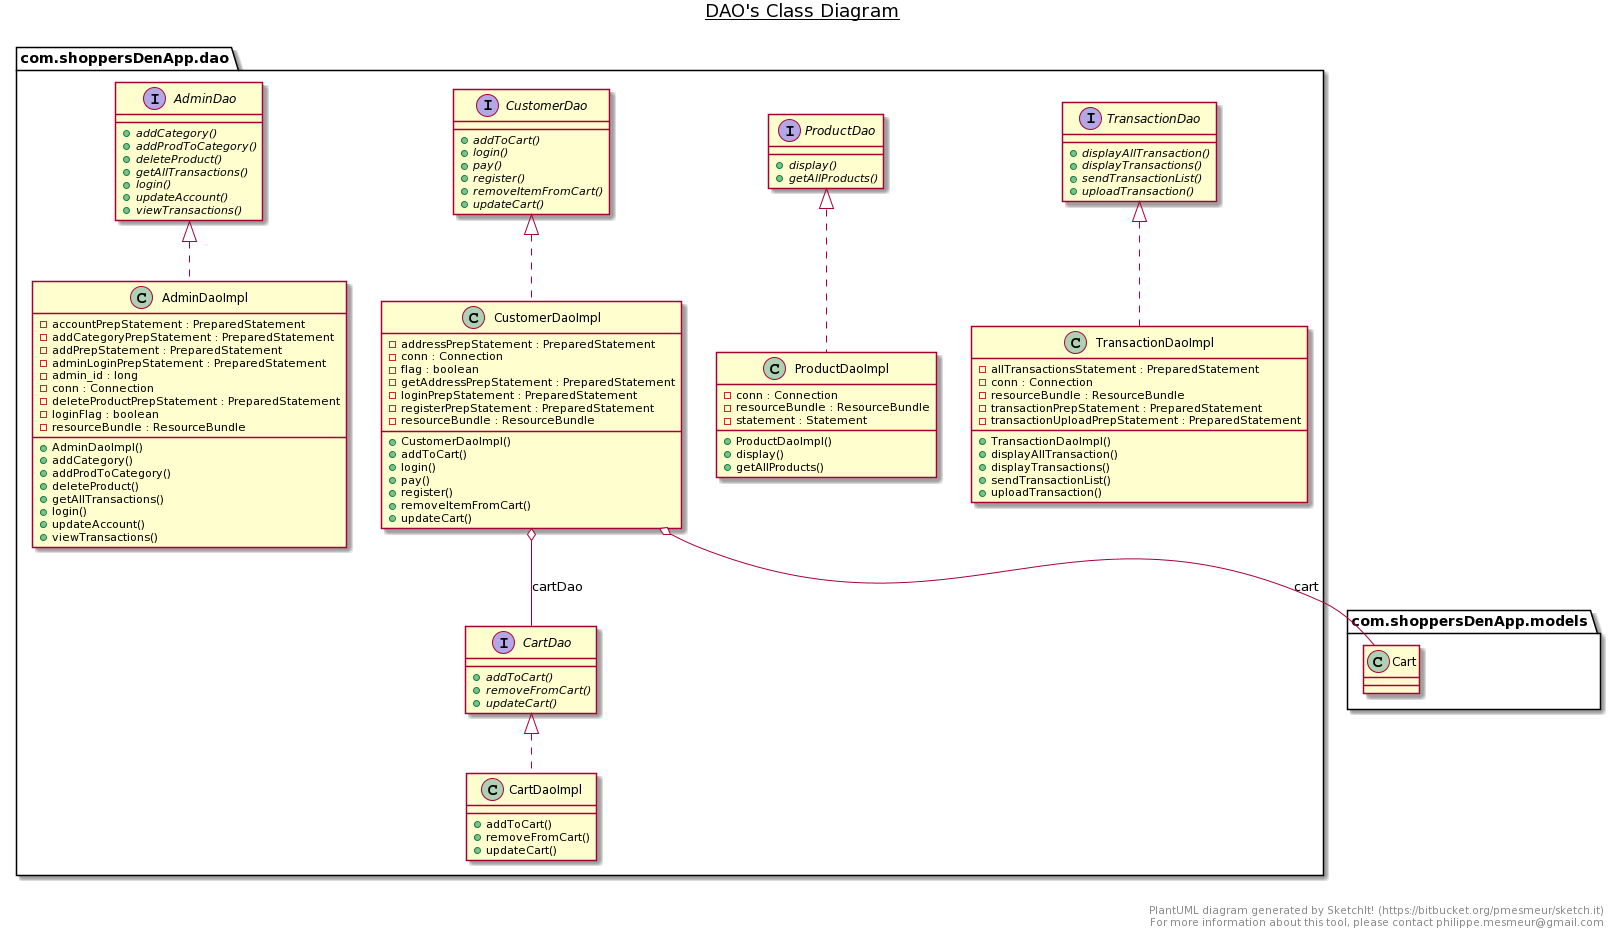 DAO's Class Diagram
com.shoppersDenApp.dao
I AdminDao
addCategory()
addProdToCategory()
deleteProduct()
getAllTransactions()
login()
updateAccount()
viewTransactions()
I CustomerDao
addToCart()
login()
pay()
register()
removeItemFromCart()
updateCart()
I ProductDao
display()
getAllProducts()
I TransactionDao
displayAllTransaction()
displayTransactions()
sendTransactionList()
uploadTransaction()
C AdminDaoImpl
accountPrepStatement : PreparedStatement
addCategoryPrepStatement : PreparedStatement
addPrepStatement : PreparedStatement
adminLoginPrepStatement : PreparedStatement
admin_id : long
conn : Connection
deleteProductPrepStatement : PreparedStatement
loginFlag : boolean
resourceBundle : ResourceBundle
AdminDaoImpl()
addCategory()
addProdToCategory()
deleteProduct()
getAllTransactions()
login()
updateAccount()
viewTransactions()
C CustomerDaoImpl
addressPrepStatement : PreparedStatement
conn : Connection
flag : boolean
getAddressPrepStatement : PreparedStatement
loginPrepStatement : PreparedStatement
registerPrepStatement : PreparedStatement
resourceBundle : ResourceBundle
CustomerDaoImpl()
addToCart()
login()
pay()
register()
removeItemFromCart()
updateCart()
C ProductDaoImpl
conn : Connection
resourceBundle : ResourceBundle
statement : Statement
ProductDaoImpl()
display()
getAllProducts()
C TransactionDaoImpl
allTransactionsStatement : PreparedStatement
conn : Connection
resourceBundle : ResourceBundle
transactionPrepStatement : PreparedStatement
transactionUploadPrepStatement : PreparedStatement
TransactionDaoImpl()
displayAllTransaction()
displayTransactions()
sendTransactionList()
uploadTransaction()
cartDao
cart
I CartDao
addToCart()
removeFromCart()
updateCart()
com.shoppersDenApp.models
C Cart
C CartDaoImpl
addToCart()
removeFromCart()
updateCart()
PlantUML diagram generated by SketchIt! (https://bitbucket.org/pmesmeur/sketch.it)
For more information about this tool, please contact philippe.mesmeur@gmail.com